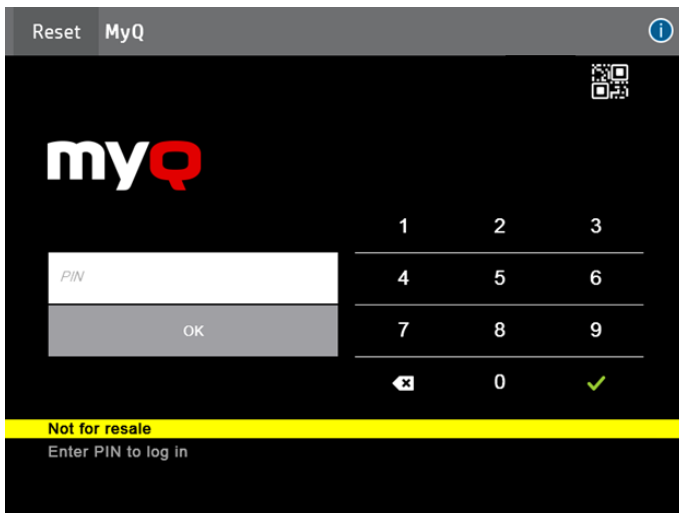 Reset MyQ
myQ
1 2 3
PIN
4 5 6
OK
7 8 9
0
Not for resale
Enter PIN to log in